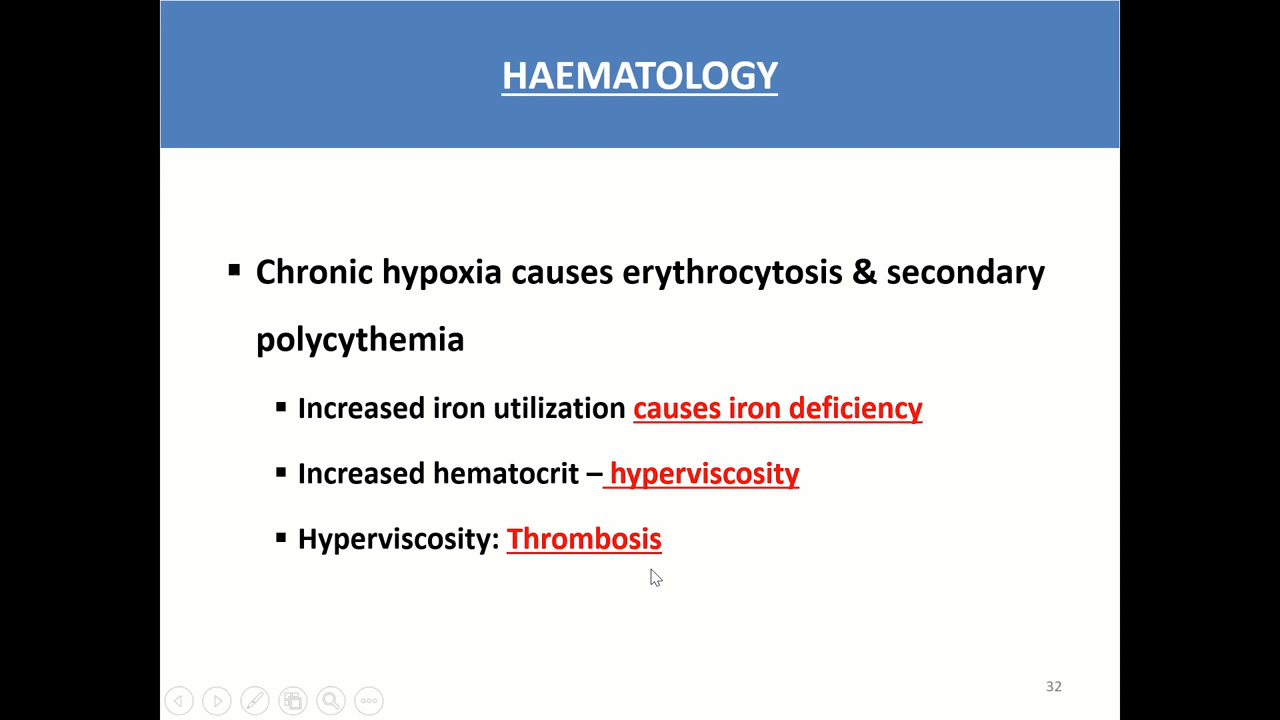 HAEMATOLOGY
▪ Chronic hypoxia causes erythrocytosis & secondary
polycythemia
▪ Increased iron utilization causes iron deficiency
▪ Increased hematocrit – hyperviscosity
▪ Hyperviscosity: Thrombosis
32